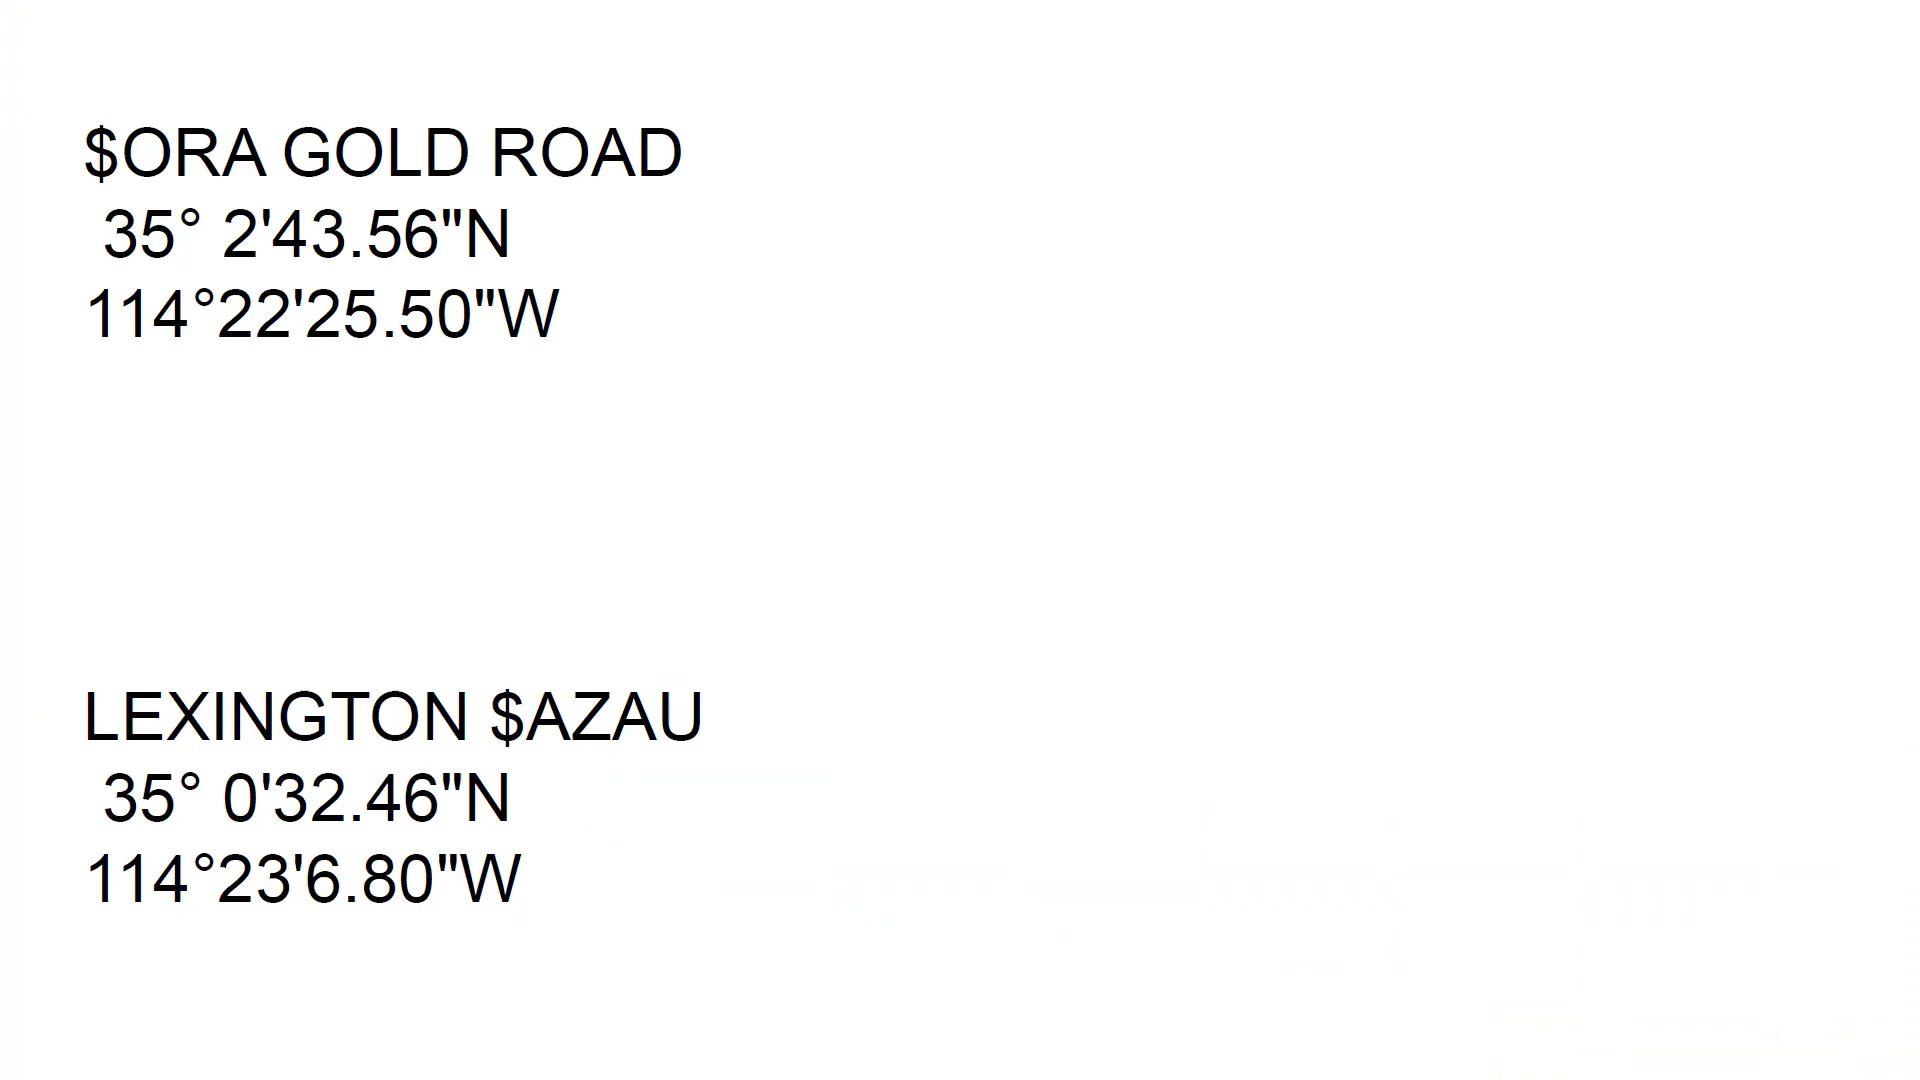 $ORA GOLD ROAD
35° 2'43.56"N
114°22'25.50"W
LEXINGTON $AZAU
35° 0'32.46"N
114°23'6.80"W